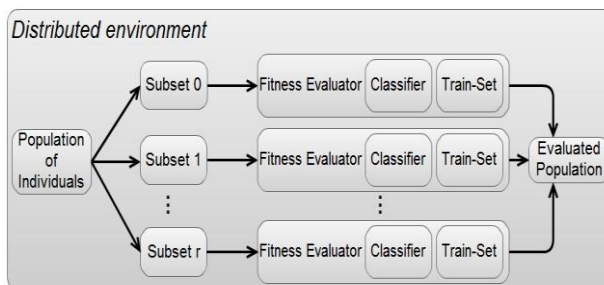 Distributed environment
Population
of
Individuals
Subset 0
Fitness Evaluator
Classifier
Train-Set
Subset 1
Fitness Evaluator
Classifier
Train-Set
Subset r
Fitness Evaluator
Classifier
Train-Set
Evaluated
Population